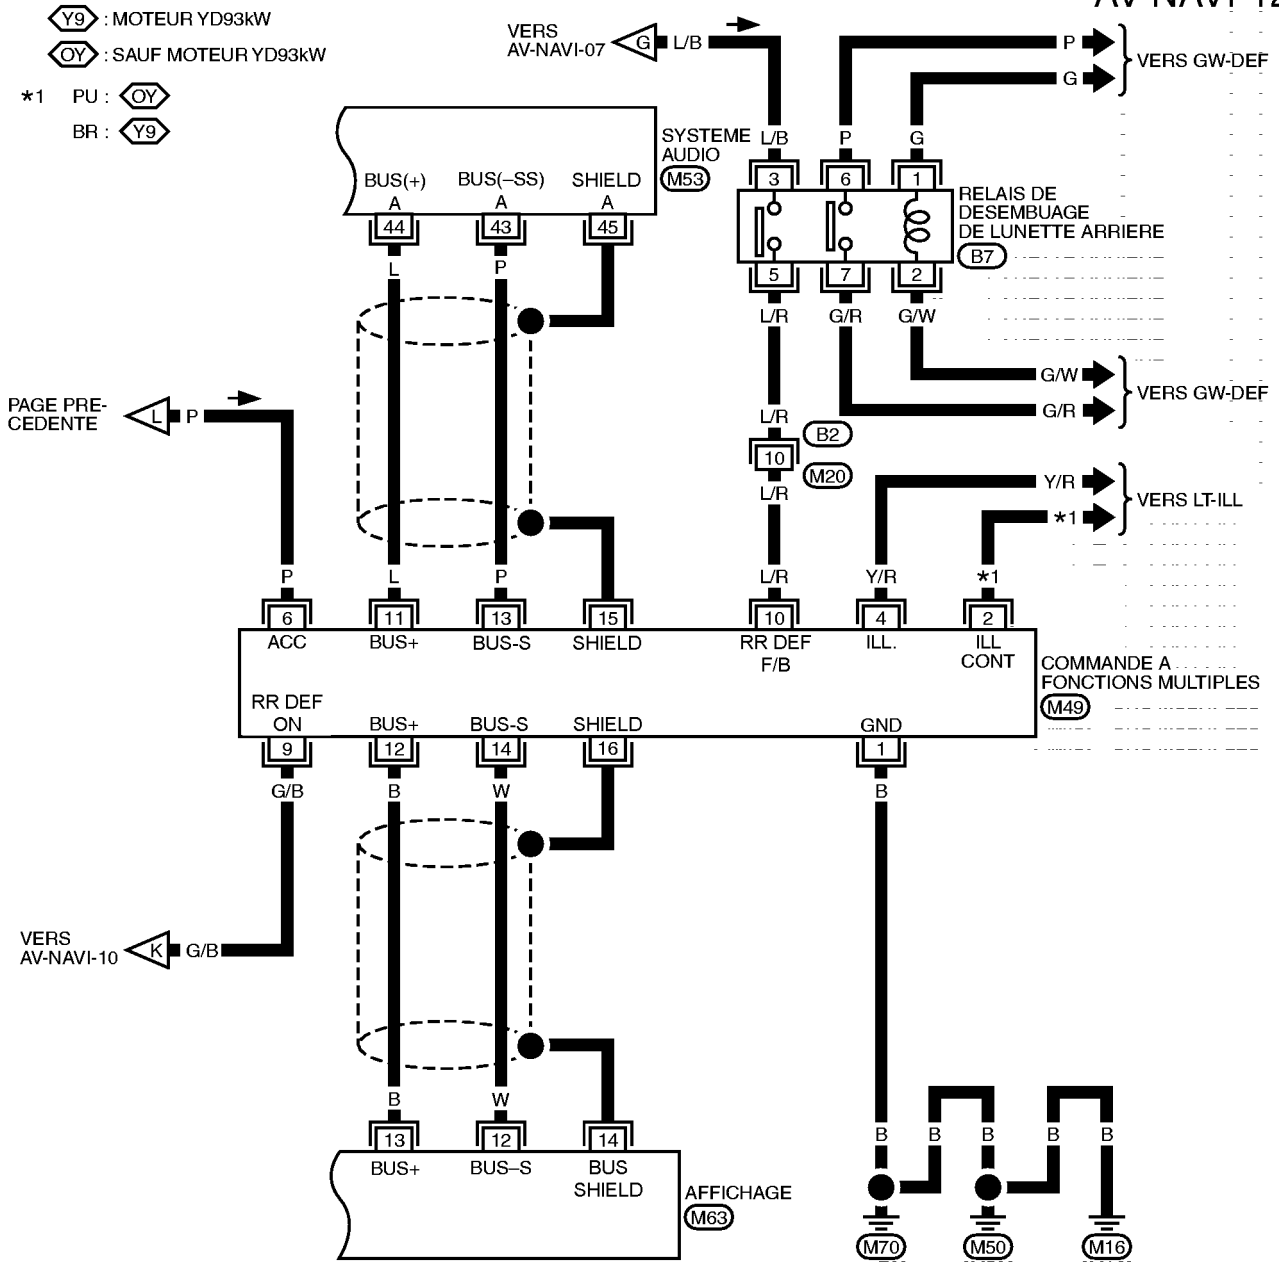 AV-NAVI-12
Y9 : MOTEUR YD93kW
OY : SAUF MOTEUR YD93kW
*1 PU : OY
BR : Y9
VERS
AV-NAVI-07
G L/B
P
G
VERS GW-DEF
SYSTEME
AUDIO
M53
BUS(+) BUS(–SS) SHIELD
A A A
44 43 45
L P
L/B P G
3 6 1
RELAIS DE
DESEMBUAGE
DE LUNETTE ARRIERE
B7
5 7 2
L/R G/R G/W
G/W
G/R
VERS GW-DEF
PAGE PRE-
CEDENTE
L P
L/R
B2
10
M20
L/R
Y/R
*1
VERS LT-ILL
P L P L/R Y/R *1
6 11 13 15 10 4 2
ACC BUS+ BUS-S SHIELD RR DEF
F/B
ILL. ILL
CONT
COMMANDE A
FONCTIONS MULTIPLES
M49
RR DEF
ON
BUS+ BUS-S SHIELD GND
9 12 14 16 1
G/B B W B
VERS
AV-NAVI-10
K G/B
B W
13 12 14
BUS+ BUS–S BUS
SHIELD
AFFICHAGE
M63
B B B B B
M70 M50 M16